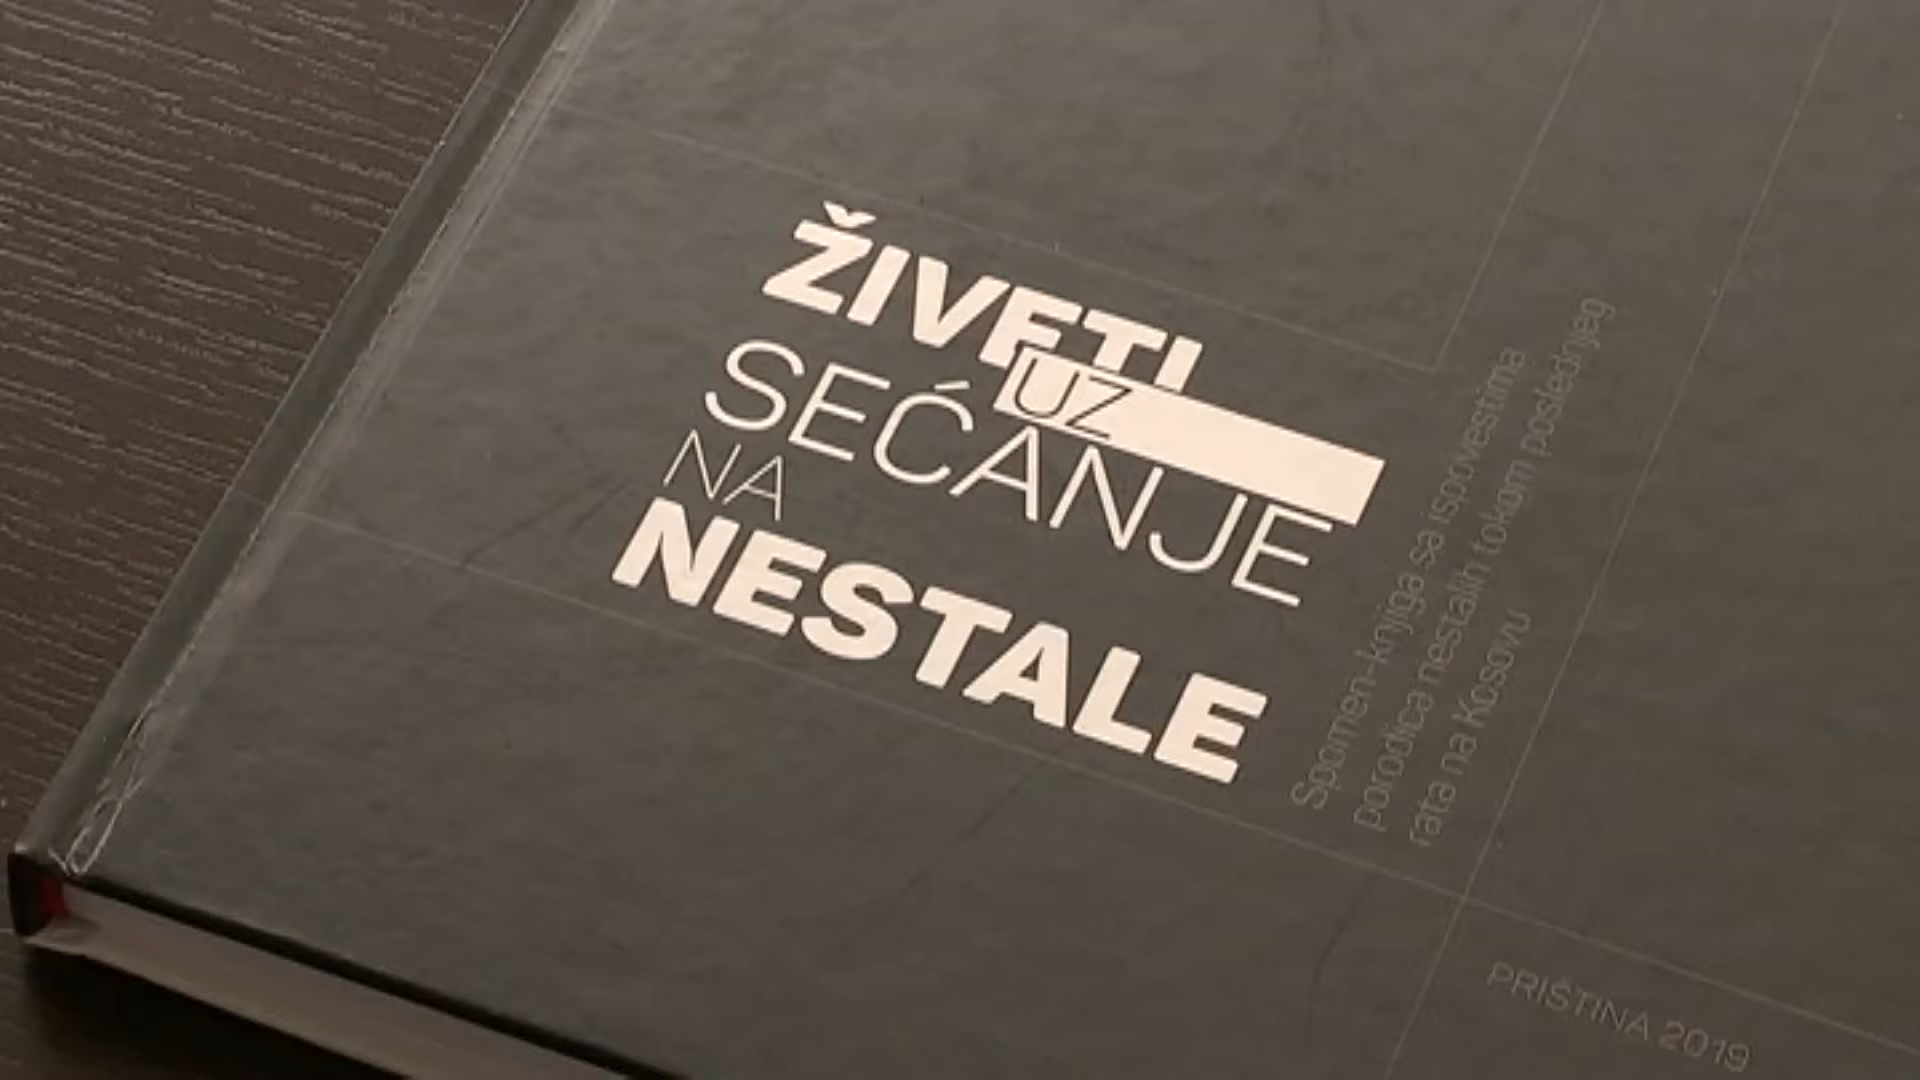 ŽIVETI
UZ
SEĆANJE
NA
NESTALE
Spomen-knjiga sa ispovestima
porodica nestalih tokom poslednjeg
rata na Kosovu
PRIŠTINA 2019